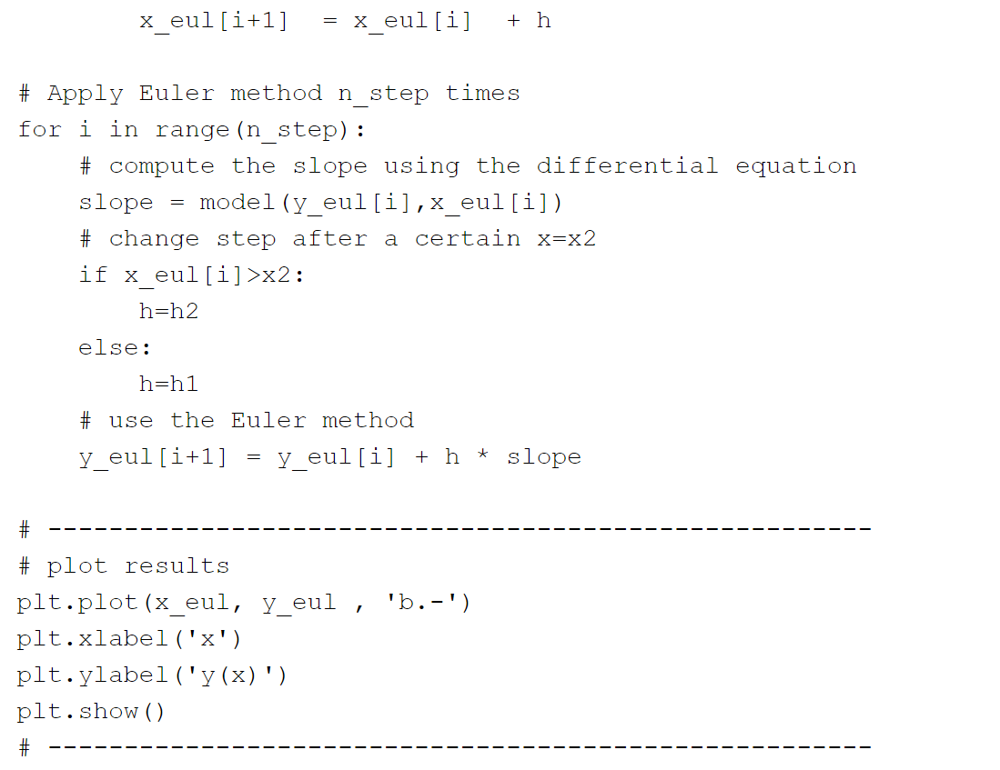 x_eul[i+1]  = x_eul[i]  + h

# Apply Euler method n_step times
for i in range(n_step):
    # compute the slope using the differential equation
    slope = model(y_eul[i],x_eul[i])
    # change step after a certain x=x2
    if x_eul[i]>x2:
        h=h2
    else:
        h=h1
    # use the Euler method
    y_eul[i+1] = y_eul[i] + h * slope

# ------------------------------------------------------
# plot results
plt.plot(x_eul, y_eul , 'b.-')
plt.xlabel('x')
plt.ylabel('y(x)')
plt.show()
# ------------------------------------------------------